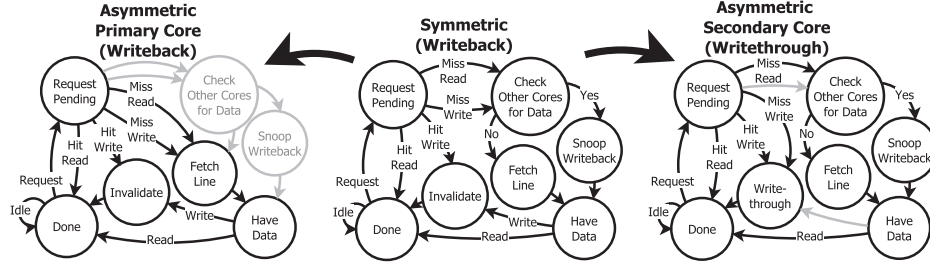 Asymmetric
Primary Core
(Writeback)
Request
Pending
Miss
Read
Miss
Write
Hit
Write
Hit
Read
Check
Other Cores
for Data
Snoop
Writeback
Fetch
Line
Invalidate
Request
Idle
Done
Write
Read
Have
Data
Symmetric
(Writeback)
Request
Pending
Miss
Read
Miss
Write
Hit
Write
Hit
Read
Check
Other Cores
for Data
Yes
No
Snoop
Writeback
Fetch
Line
Invalidate
Request
Idle
Done
Write
Read
Have
Data
Asymmetric
Secondary Core
(Writethrough)
Request
Pending
Miss
Read
Miss
Write
Hit
Write
Hit
Read
Check
Other Cores
for Data
Yes
No
Snoop
Writeback
Fetch
Line
Write-
through
Request
Idle
Done
Read
Have
Data